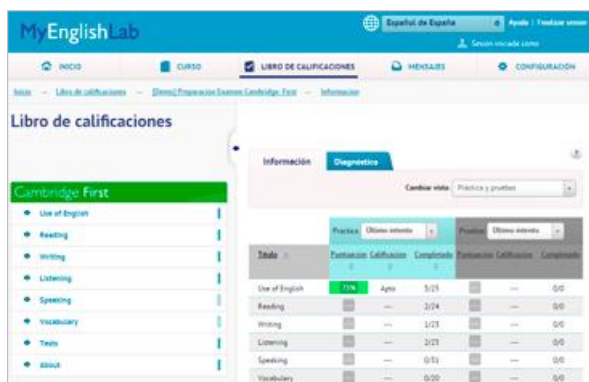 MyEnglishLab
Español de España
Ayuda | Finalizar sesión
Sesión iniciada como
INICIO
CURSO
LIBRO DE CALIFICACIONES
MENSAJES
CONFIGURACIÓN
Inicio — Libro de calificaciones — [Demo] Preparación Examen Cambridge: First — Información
Libro de calificaciones
Información
Diagnóstico
Cambiar vista: Práctica y pruebas
Cambridge First
Use of English
Reading
Writing
Listening
Speaking
Vocabulary
Tests
About
Práctica Último intento
Pruebas Último intento
Título Puntuación Calificación Completado Puntuación Calificación Completado
Use of English 75% Apto 3/25 --- --- 0/0
Reading --- --- 2/24 --- --- 0/0
Writing --- --- 1/23 --- --- 0/0
Listening --- --- 2/23 --- --- 0/0
Speaking --- --- 0/31 --- --- 0/0
Vocabulary --- --- 0/20 --- --- 0/0